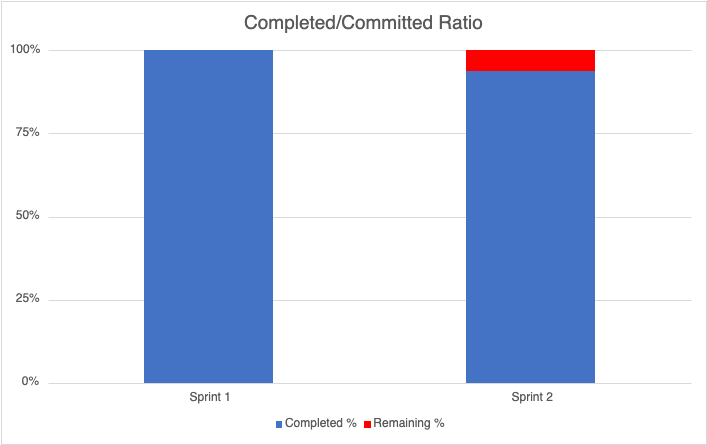 Completed/Committed Ratio
100%
75%
50%
25%
0%
Sprint 1 Sprint 2
Completed % Remaining %